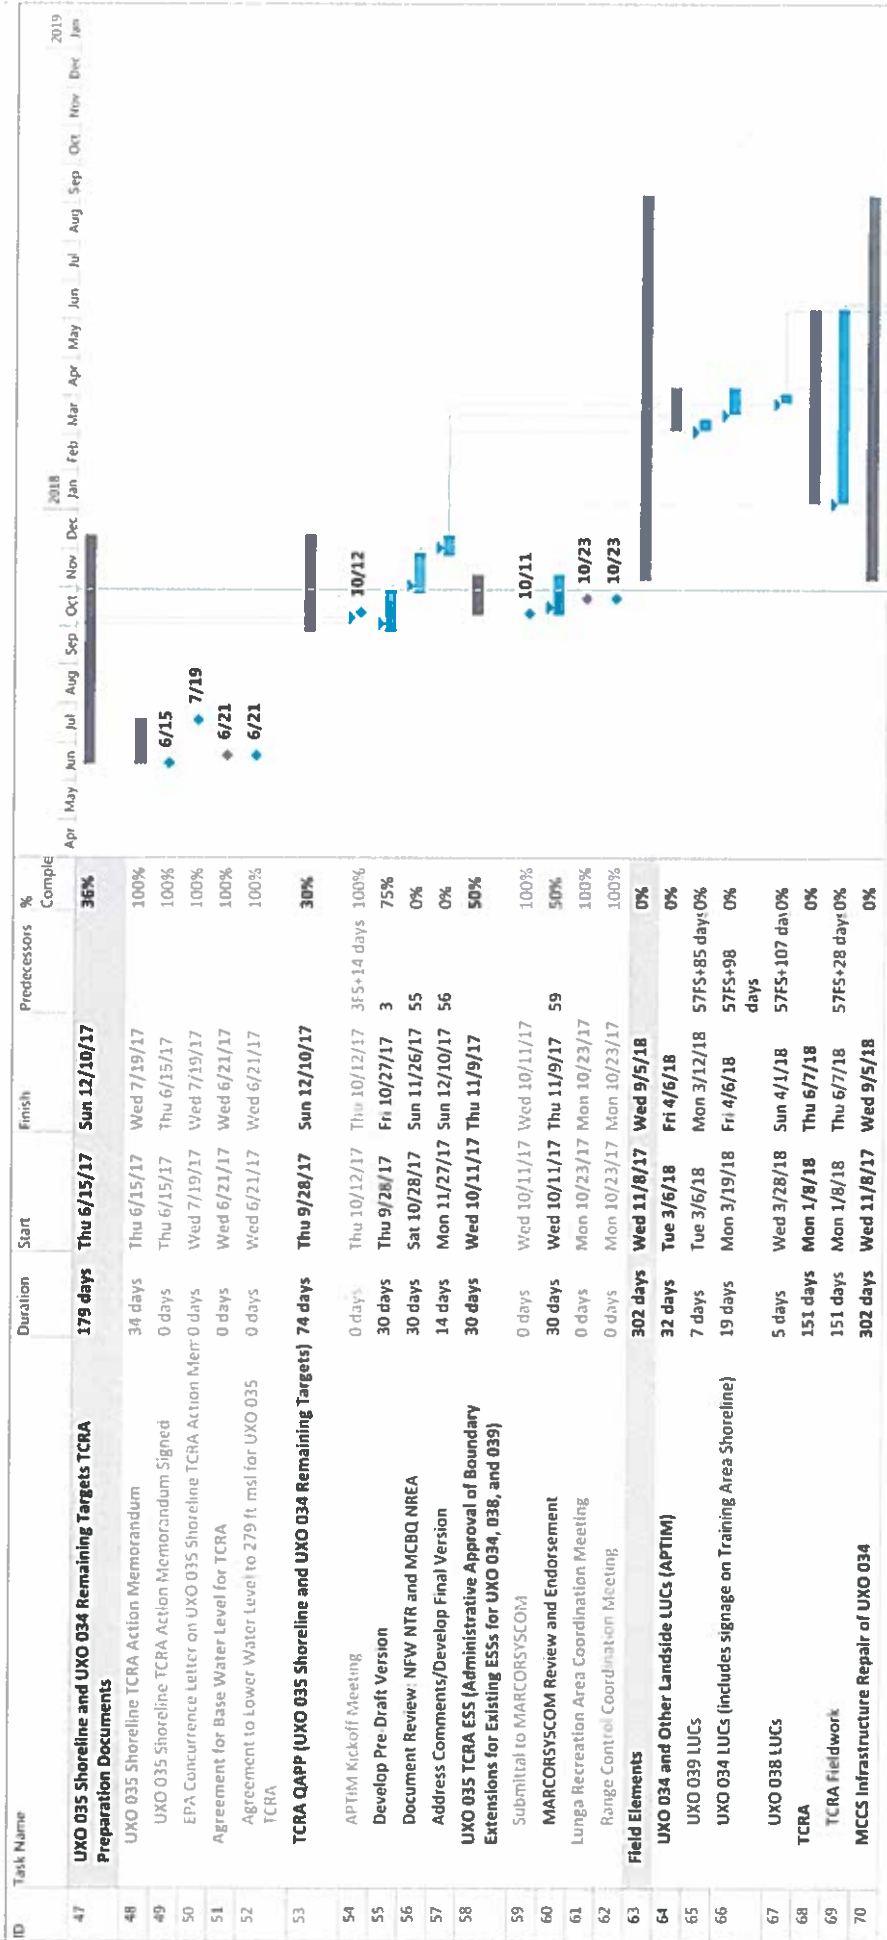 ID Task Name Duration Start Finish Predecessors % Comple
2018 2019
Apr May Jun Jul Aug Sep Oct Nov Dec Jan Feb Mar Apr May Jun Jul Aug Sep Oct Nov Dec Jan
47 UXO 035 Shoreline and UXO 034 Remaining Targets TCRA 179 days Thu 6/15/17 Sun 12/10/17 36%
Preparation Documents
48 UXO 035 Shoreline TCRA Action Memorandum 34 days Thu 6/15/17 Wed 7/19/17 100%
49 UXO 035 Shoreline TCRA Action Memorandum Signed 0 days Thu 6/15/17 Thu 6/15/17 100% 6/15
50 EPA Concurrence Letter on UXO 035 Shoreline TCRA Action Mem 0 days Wed 7/19/17 Wed 7/19/17 100% 7/19
51 Agreement for Base Water Level for TCRA 0 days Wed 6/21/17 Wed 6/21/17 100% 6/21
52 Agreement to Lower Water Level to 279 ft msl for UXO 035 0 days Wed 6/21/17 Wed 6/21/17 100% 6/21
TCRA
53 TCRA QAPP (UXO 035 Shoreline and UXO 034 Remaining Targets) 74 days Thu 9/28/17 Sun 12/10/17 30%
54 APTIM Kickoff Meeting 0 days Thu 10/12/17 Thu 10/12/17 3FS+14 days 100% 10/12
55 Develop Pre-Draft Version 30 days Thu 9/28/17 Fri 10/27/17 3 75%
56 Document Review: NFW NTR and MCBQ NREA 30 days Sat 10/28/17 Sun 11/26/17 55 0%
57 Address Comments/Develop Final Version 14 days Mon 11/27/17 Sun 12/10/17 56 0%
58 UXO 035 TCRA ESS (Administrative Approval of Boundary 30 days Wed 10/11/17 Thu 11/9/17 50%
Extensions for Existing ESSs for UXO 034, 038, and 039)
59 Submittal to MARCORSYSCOM 0 days Wed 10/11/17 Wed 10/11/17 100% 10/11
60 MARCORSYSCOM Review and Endorsement 30 days Wed 10/11/17 Thu 11/9/17 59 50%
61 Lunga Recreation Area Coordination Meeting 0 days Mon 10/23/17 Mon 10/23/17 100% 10/23
62 Range Control Coordination Meeting 0 days Mon 10/23/17 Mon 10/23/17 100% 10/23
63 Field Elements 302 days Wed 11/8/17 Wed 9/5/18 0%
64 UXO 034 and Other Landside LUCs (APTIM) 32 days Tue 3/6/18 Fri 4/6/18 0%
65 UXO 039 LUCs 7 days Tue 3/6/18 Mon 3/12/18 57FS+85 days 0%
66 UXO 034 LUCs (includes signage on Training Area Shoreline) 19 days Mon 3/19/18 Fri 4/6/18 57FS+98 0%
days
67 UXO 038 LUCs 5 days Wed 3/28/18 Sun 4/1/18 57FS+107 day 0%
68 TCRA 151 days Mon 1/8/18 Thu 6/7/18 0%
69 TCRA Fieldwork 151 days Mon 1/8/18 Thu 6/7/18 57FS+28 days 0%
70 MCCS Infrastructure Repair of UXO 034 302 days Wed 11/8/17 Wed 9/5/18 0%